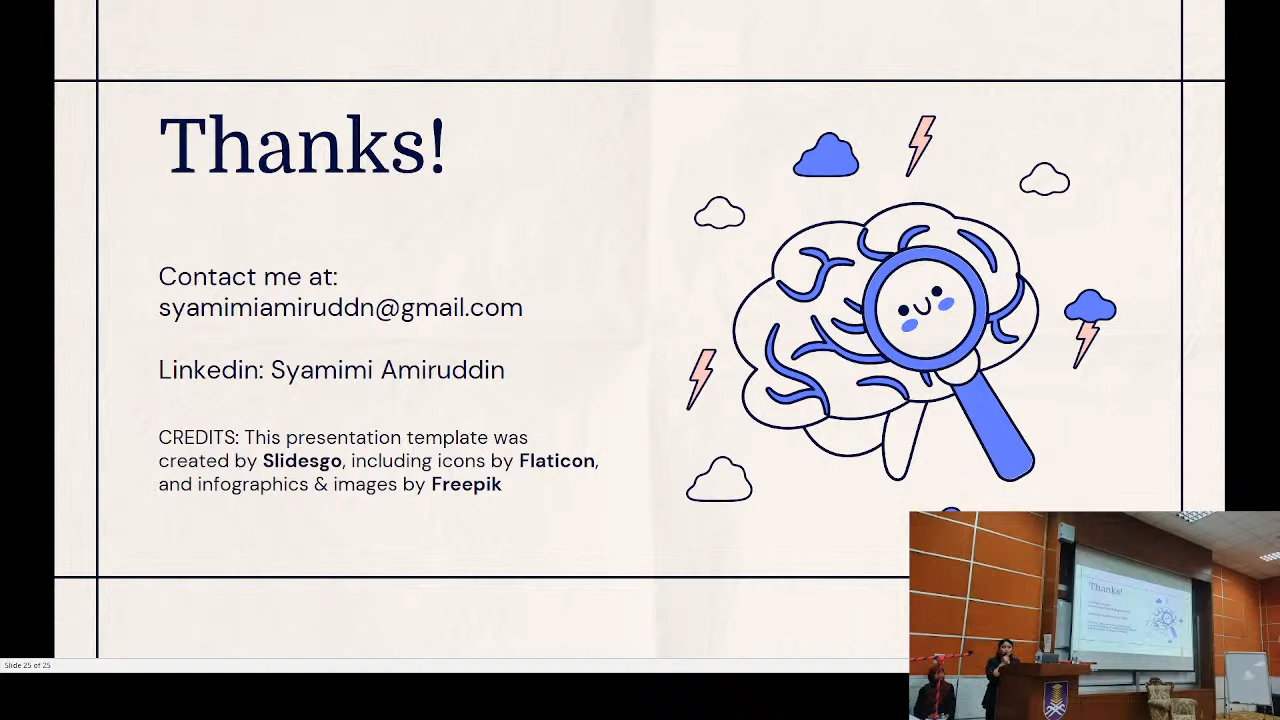 Thanks!
Contact me at:
syamimiamiruddn@gmail.com
Linkedin: Syamimi Amiruddin
CREDITS: This presentation template was
created by Slidesgo, including icons by Flaticon,
and infographics & images by Freepik
Slide 25 of 25
Thanks!